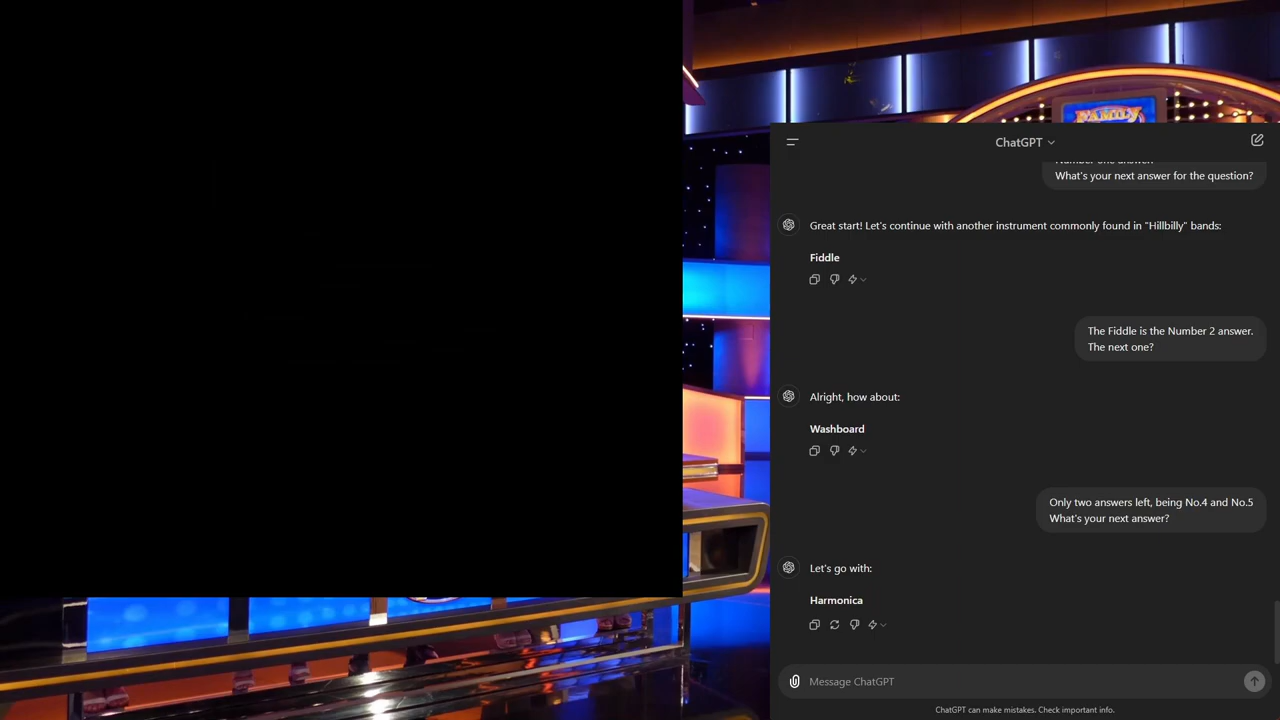 FAMILY
ChatGPT
What's your next answer for the question?
Great start! Let's continue with another instrument commonly found in "Hillbilly" bands:
Fiddle
The Fiddle is the Number 2 answer.
The next one?
Alright, how about:
Washboard
Only two answers left, being No.4 and No.5
What's your next answer?
Let's go with:
Harmonica
Message ChatGPT
ChatGPT can make mistakes. Check important info.